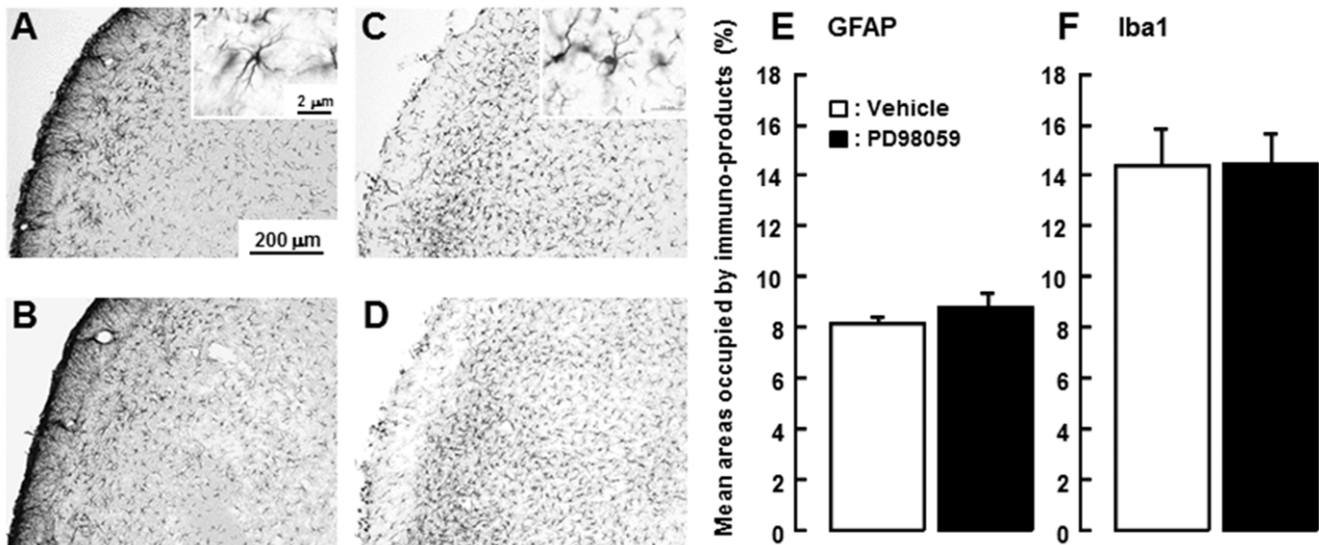 A
2 µm
200 µm
B
C
D
Mean areas occupied by immuno-products (%)
E GFAP
18
16
14
12
10
8
6
4
2
0
: Vehicle
: PD98059
F Iba1
18
16
14
12
10
8
6
4
2
0